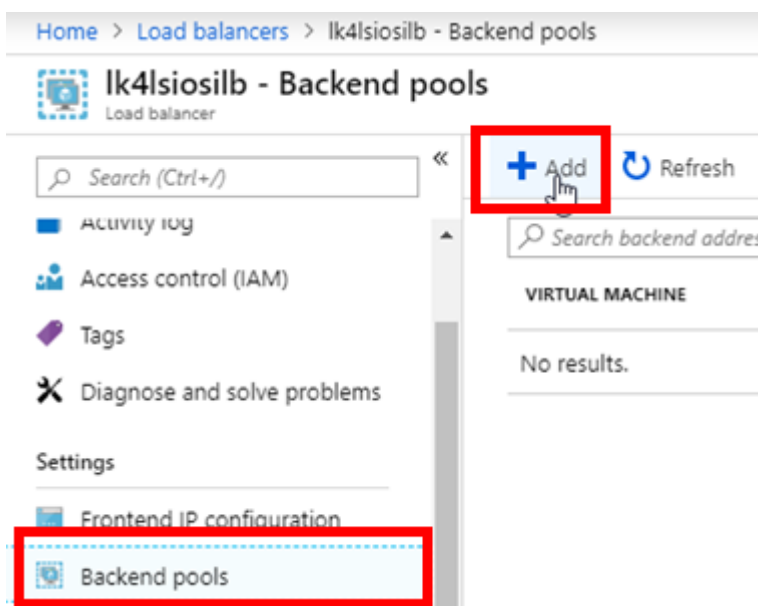 Home > Load balancers > lk4lsiosilb - Backend pools
lk4lsiosilb - Backend pools
Load balancer
Search (Ctrl+/)
«
Add
Refresh
Activity log
Search backend addres
Access control (IAM)
VIRTUAL MACHINE
Tags
No results.
Diagnose and solve problems
Settings
Frontend IP configuration
Backend pools